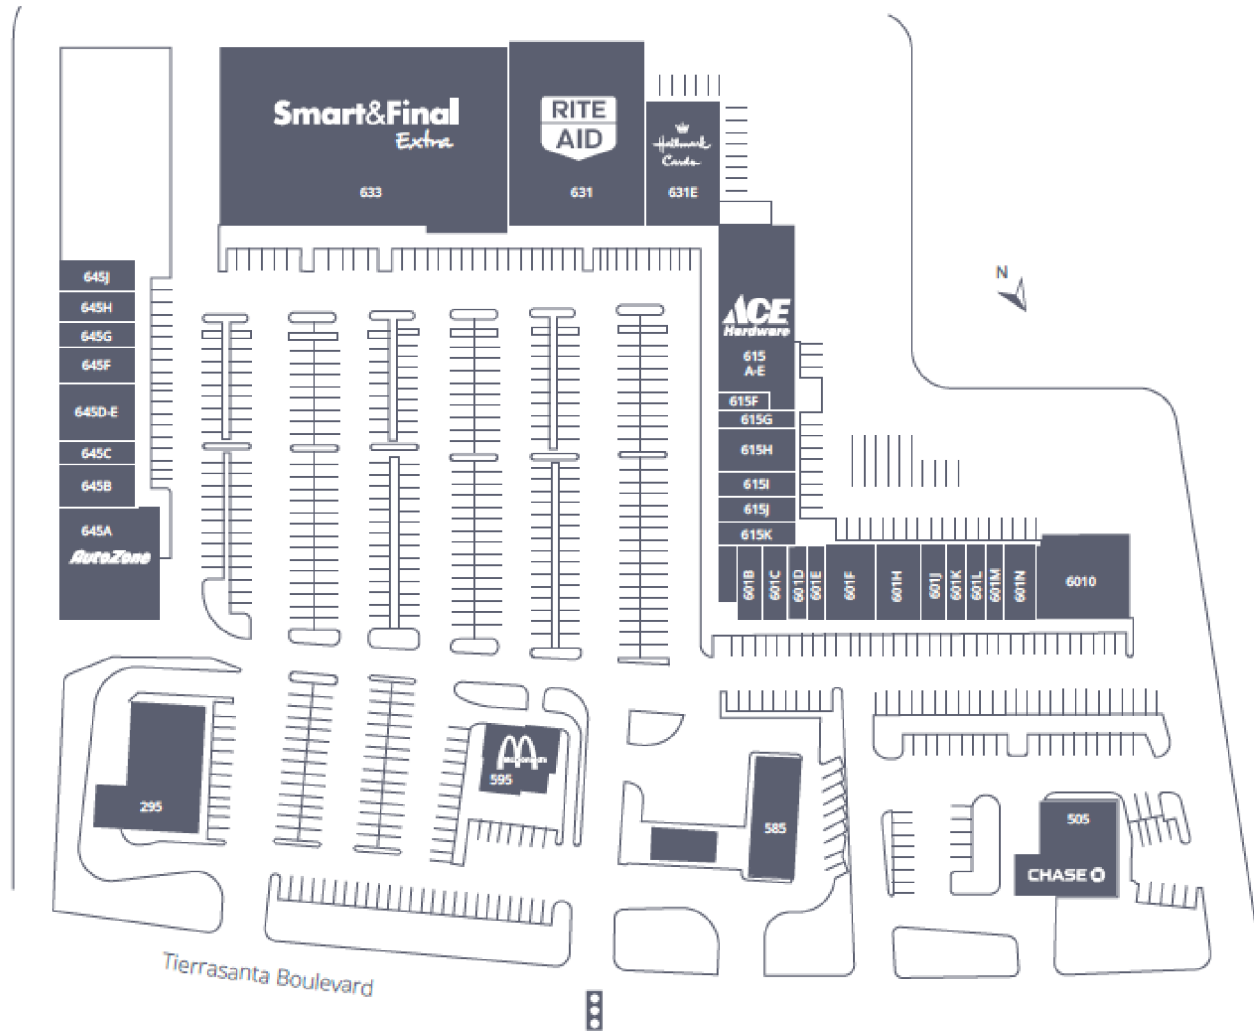 Smart&Final
Extra
633
RITE
AID
631
Hallmark
Cards
631E
645J
645H
645G
645F
645D-E
645C
645B
645A
AutoZone
N
ACE
Hardware
615
A-E
615F
615G
615H
615I
615J
615K
601B
601C
601D
601E
601F
601H
601J
601K
601L
601M
601N
6010
295
McDonald's
595
585
505
CHASE
Tierrasanta Boulevard